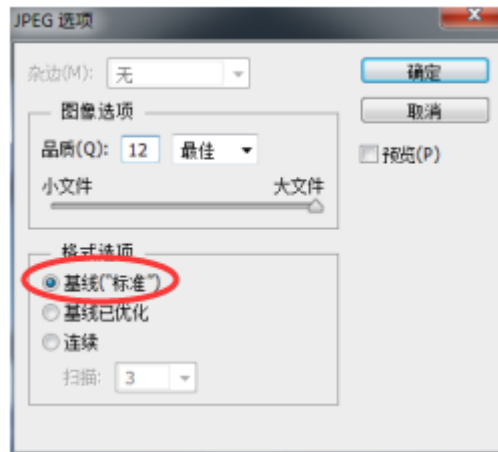 JPEG 选项
杂边(M): 无
确定
图像选项
取消
品质(Q): 12 最佳
预览(P)
小文件 大文件
格式选项
基线("标准")
基线已优化
连续
扫描: 3